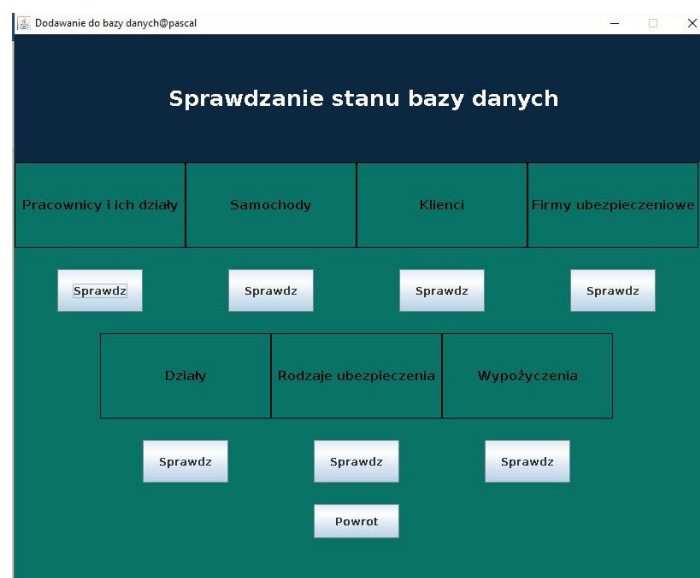 Dodawanie do bazy danych@pascal
Sprawdzanie stanu bazy danych
Pracownicy i ich działy
Samochody
Klienci
Firmy ubezpieczeniowe
Sprawdz
Sprawdz
Sprawdz
Sprawdz
Działy
Rodzaje ubezpieczenia
Wypożyczenia
Sprawdz
Sprawdz
Sprawdz
Powrot